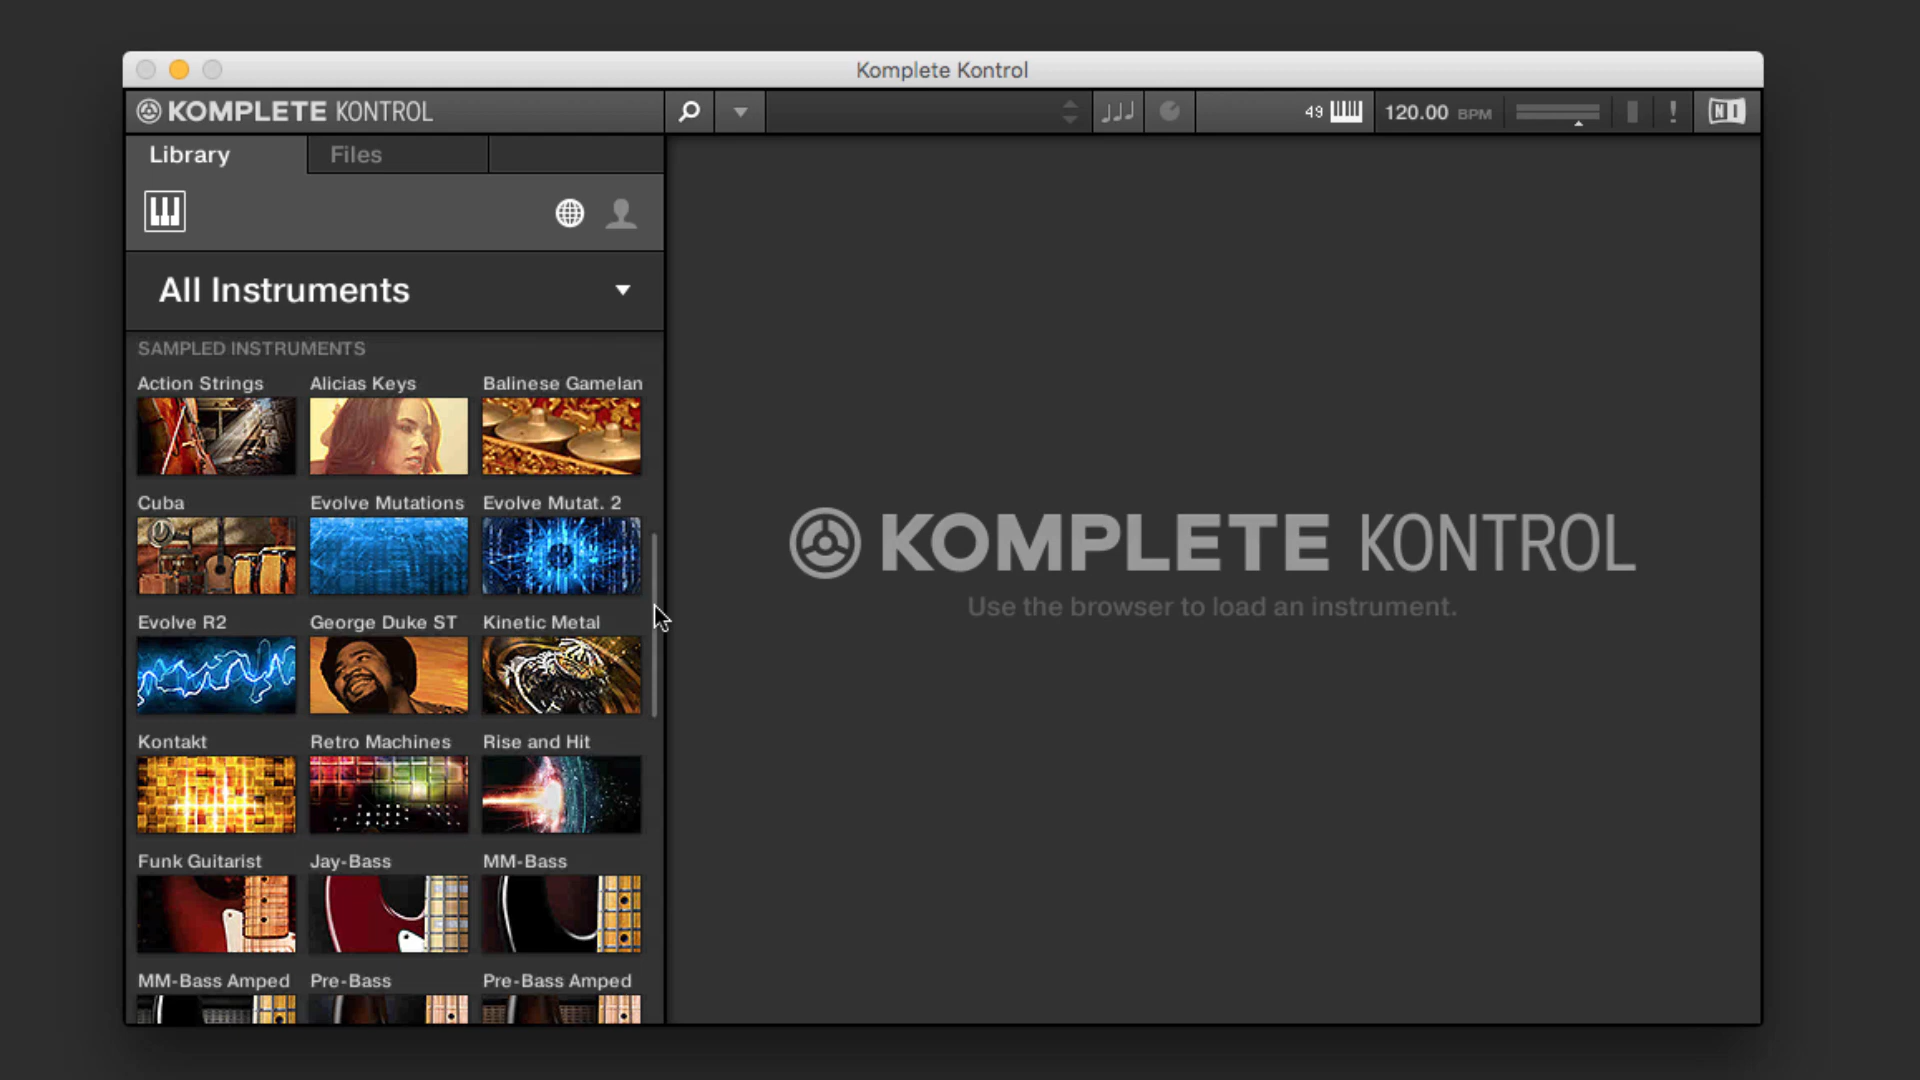 Komplete Kontrol
KOMPLETE KONTROL
49
120.00 BPM
!
NI
Library
Files
All Instruments
SAMPLED INSTRUMENTS
Action Strings
Alicias Keys
Balinese Gamelan
Cuba
Evolve Mutations
Evolve Mutat. 2
Evolve R2
George Duke ST
Kinetic Metal
Kontakt
Retro Machines
Rise and Hit
Funk Guitarist
Jay-Bass
MM-Bass
MM-Bass Amped
Pre-Bass
Pre-Bass Amped
KOMPLETE KONTROL
Use the browser to load an instrument.